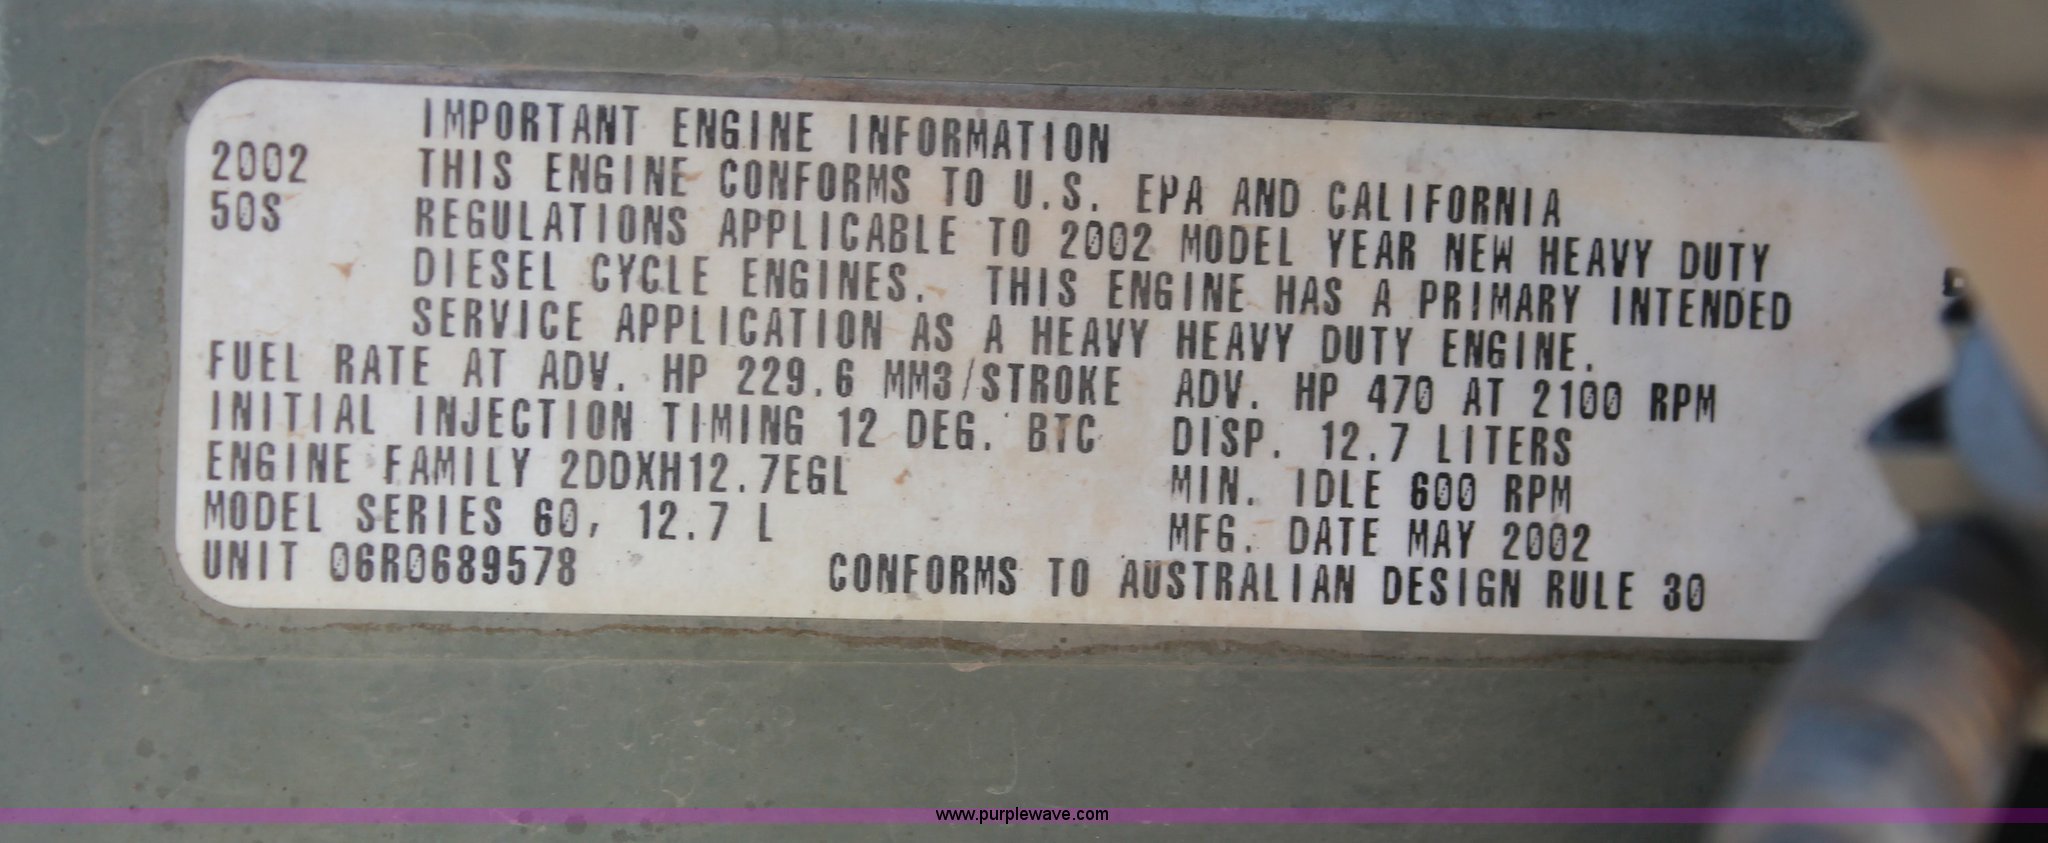 IMPORTANT ENGINE INFORMATION
2002 THIS ENGINE CONFORMS TO U.S. EPA AND CALIFORNIA
50S REGULATIONS APPLICABLE TO 2002 MODEL YEAR NEW HEAVY DUTY
DIESEL CYCLE ENGINES. THIS ENGINE HAS A PRIMARY INTENDED
SERVICE APPLICATION AS A HEAVY HEAVY DUTY ENGINE.
FUEL RATE AT ADV. HP 229.6 MM3/STROKE ADV. HP 470 AT 2100 RPM
INITIAL INJECTION TIMING 12 DEG. BTC DISP. 12.7 LITERS
ENGINE FAMILY 2DDXH12.7EGL MIN. IDLE 600 RPM
MODEL SERIES 60, 12.7 L MFG. DATE MAY 2002
UNIT 06R0689578 CONFORMS TO AUSTRALIAN DESIGN RULE 30
www.purplewave.com